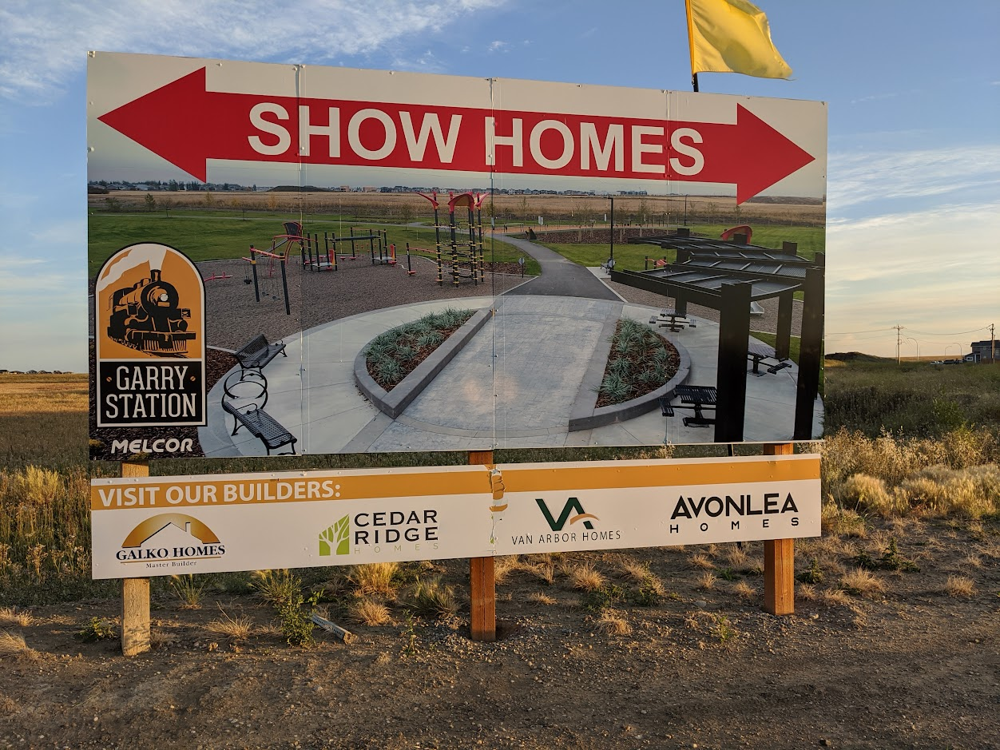 SHOW HOMES
GARRY
STATION
MELCOR
VISIT OUR BUILDERS:
GALKO HOMES
Master Builder
CEDAR
RIDGE
HOMES
VA
VAN ARBOR HOMES
AVONLEA
HOMES